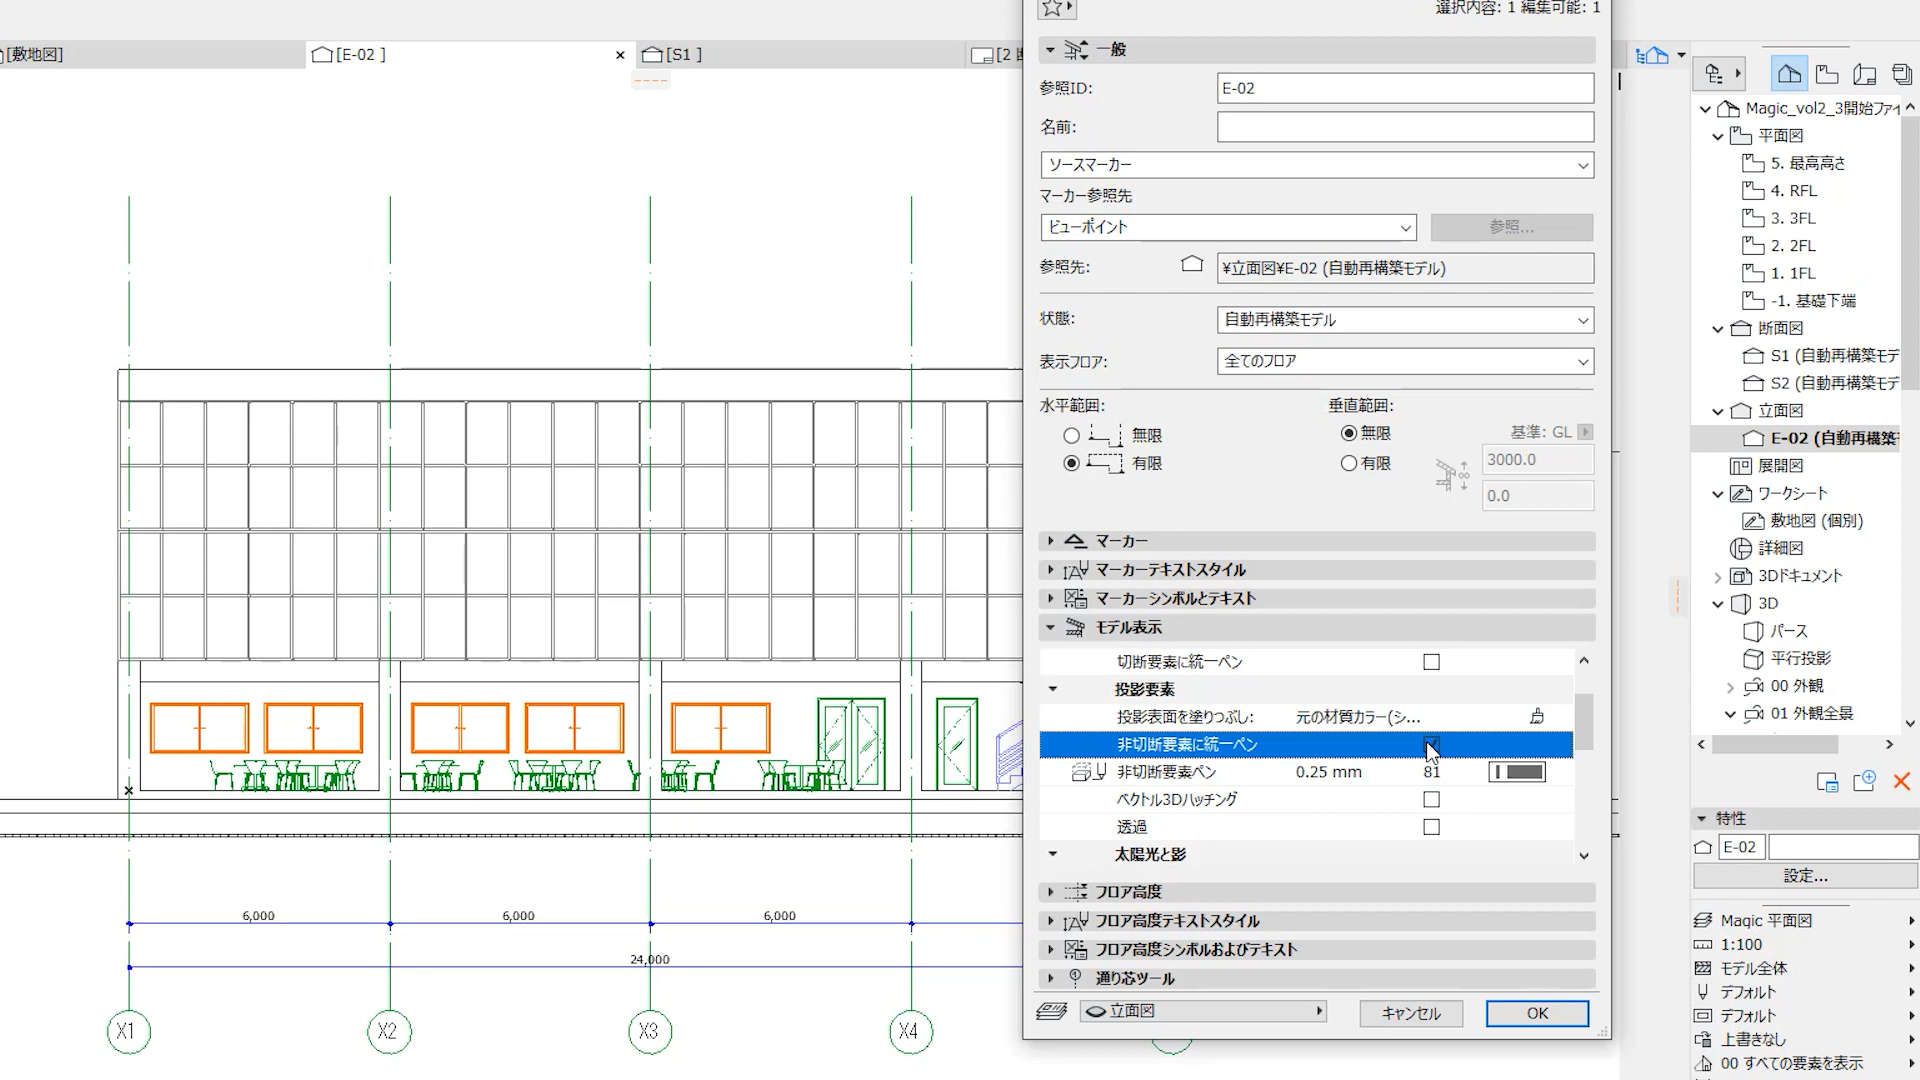 選択内容: 1 編集可能: 1
[敷地図]
[E-02 ]
×
[S1 ]
[2
一般
参照ID:
E-02
名前:
ソースマーカー
マーカー参照先
ビューポイント
参照...
参照先:
¥立面図¥E-02 (自動再構築モデル)
状態:
自動再構築モデル
表示フロア:
全てのフロア
水平範囲:
垂直範囲:
無限
有限
無限
有限
基準: GL
3000.0
0.0
マーカー
マーカーテキストスタイル
マーカーシンボルとテキスト
モデル表示
切断要素に統一ペン
投影要素
投影表面を塗りつぶし:
元の材質カラー(シ...
非切断要素に統一ペン
非切断要素ペン
0.25 mm
81
ベクトル3Dハッチング
透過
太陽光と影
フロア高度
フロア高度テキストスタイル
フロア高度シンボルおよびテキスト
通り芯ツール
立面図
キャンセル
OK
6,000
6,000
6,000
24,000
X1
X2
X3
X4
Magic_vol2_3開始ファイ
平面図
5. 最高高さ
4. RFL
3. 3FL
2. 2FL
1. 1FL
-1. 基礎下端
断面図
S1 (自動再構築モデ
S2 (自動再構築モデ
立面図
E-02 (自動再構築
展開図
ワークシート
敷地図 (個別)
詳細図
3Dドキュメント
3D
パース
平行投影
00 外観
01 外観全景
特性
E-02
設定...
Magic 平面図
1:100
モデル全体
デフォルト
デフォルト
上書きなし
00 すべての要素を表示